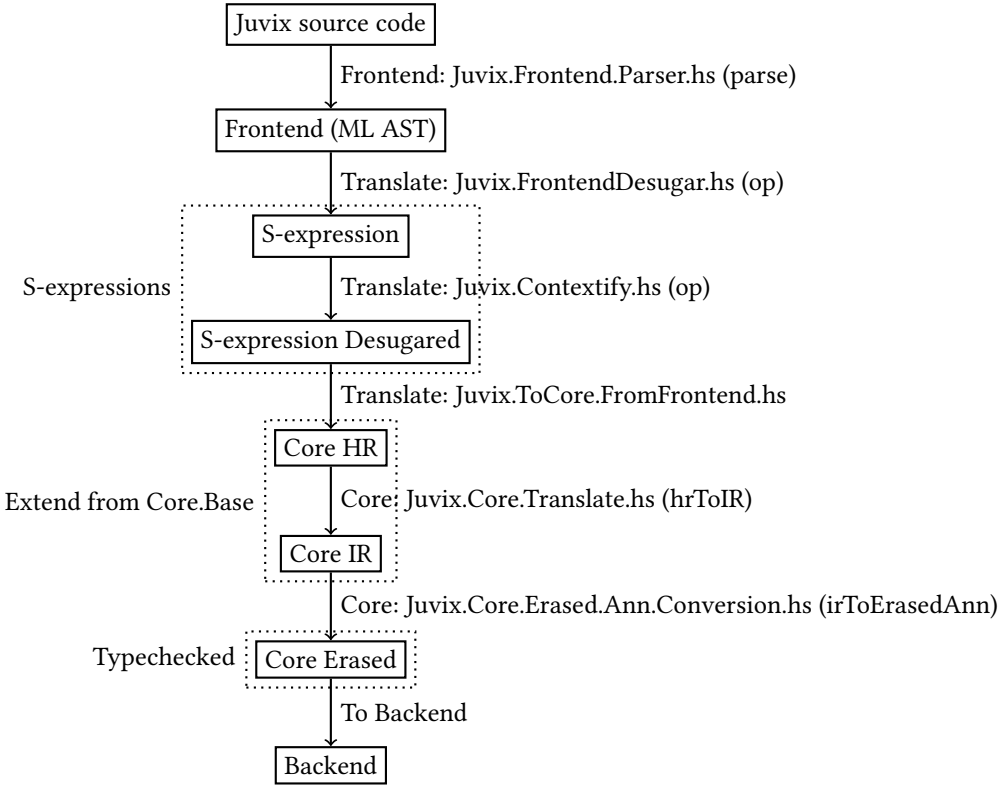 Juvix source code
Frontend: Juvix.Frontend.Parser.hs (parse)
Frontend (ML AST)
Translate: Juvix.FrontendDesugar.hs (op)
S-expression
S-expressions
Translate: Juvix.Contextify.hs (op)
S-expression Desugared
Translate: Juvix.ToCore.FromFrontend.hs
Core HR
Extend from Core.Base
Core: Juvix.Core.Translate.hs (hrToIR)
Core IR
Core: Juvix.Core.Erased.Ann.Conversion.hs (irToErasedAnn)
Typechecked
Core Erased
To Backend
Backend